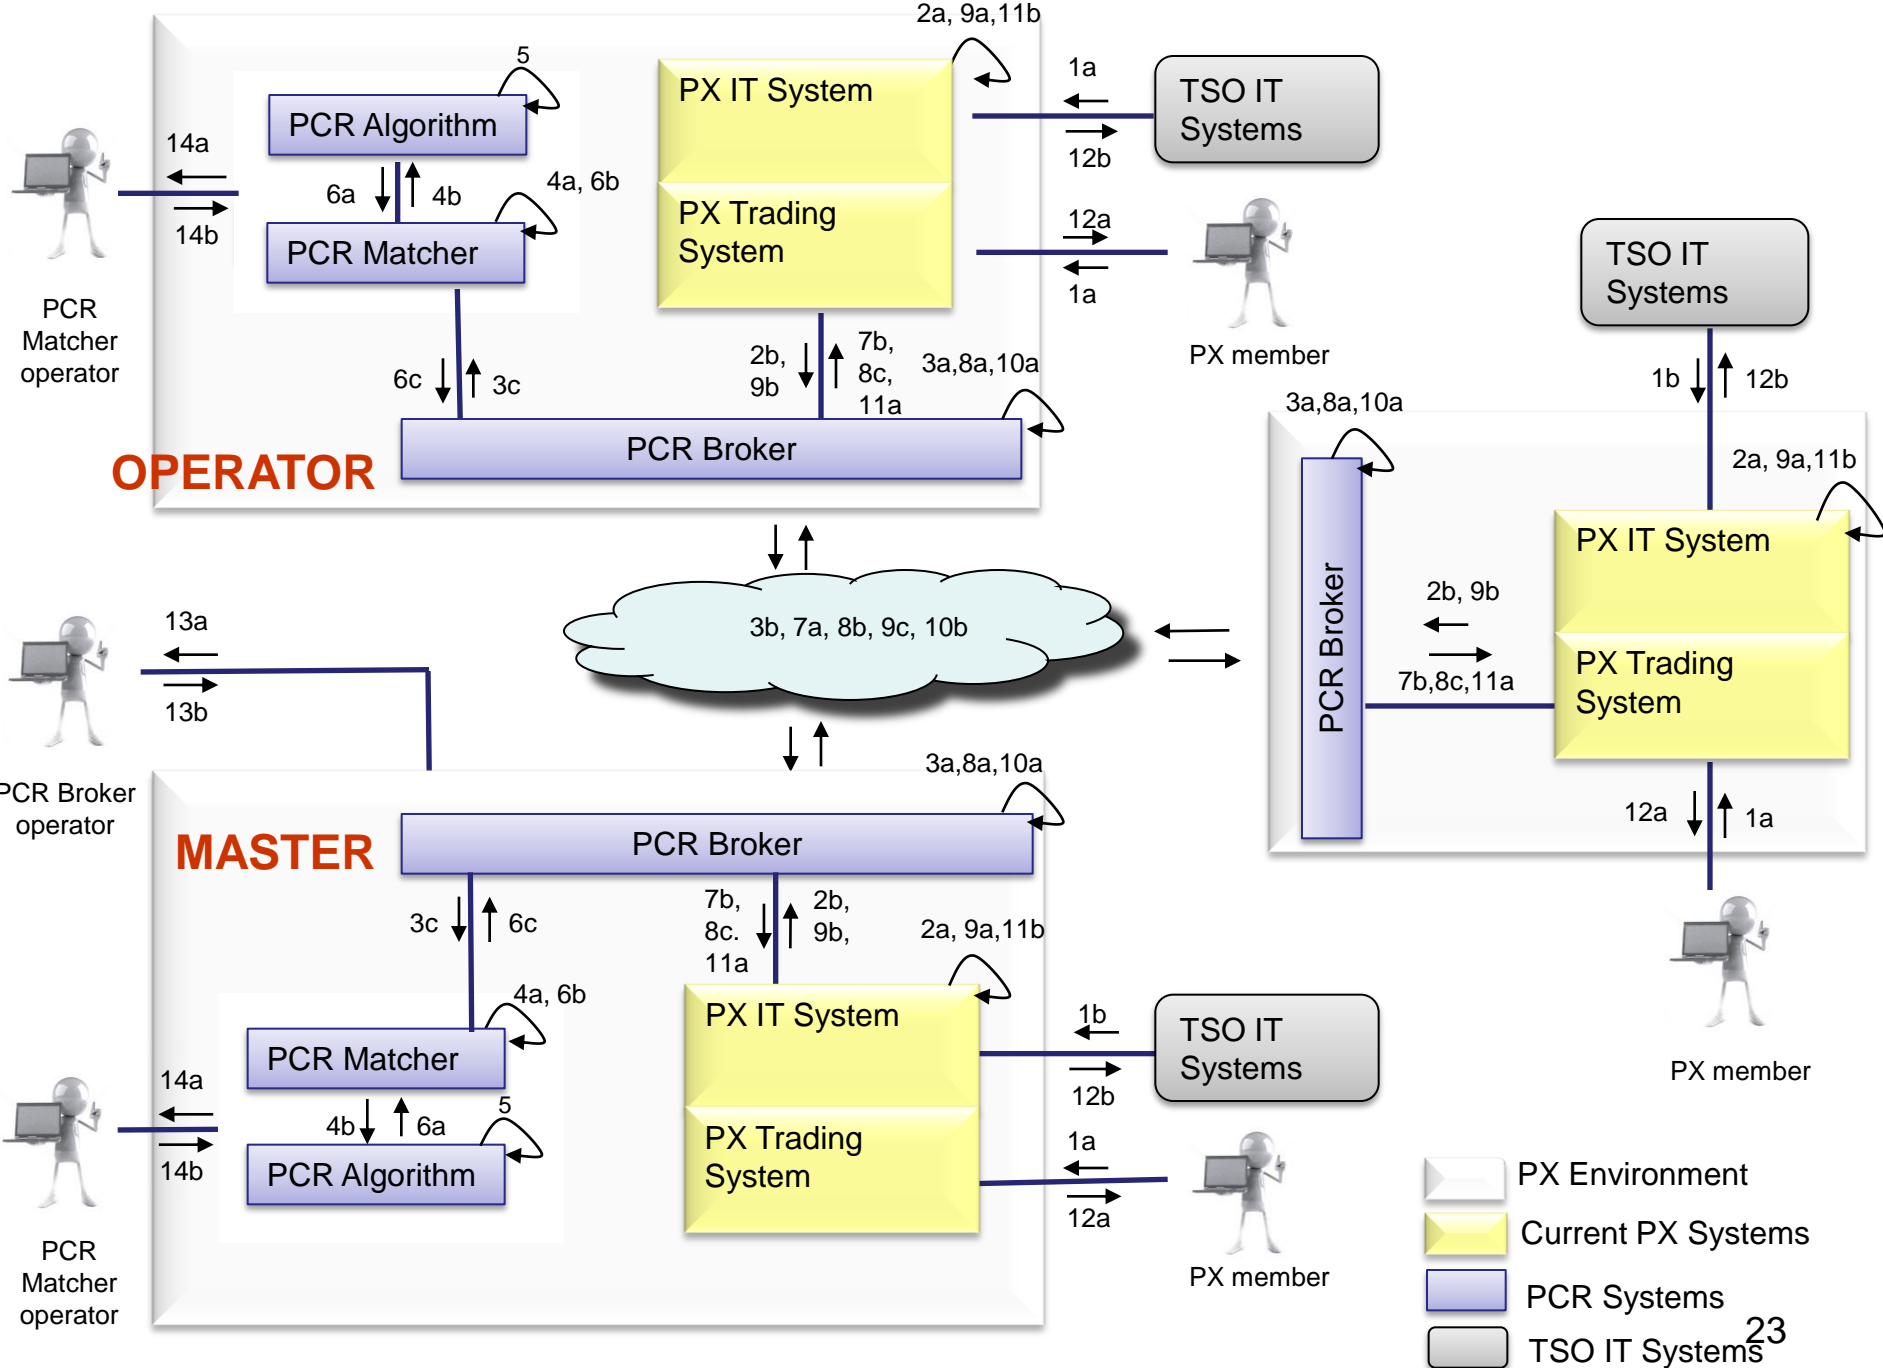 2a, 9a,11b
5
PX IT System
1a
TSO IT
Systems
PCR Algorithm
14a
12b
6a
4b
4a, 6b
PX Trading
System
12a
14b
PCR Matcher
1a
TSO IT
Systems
PCR
Matcher
operator
6c
3c
2b,
9b
7b,
8c,
11a
3a,8a,10a
PX member
1b
12b
PCR Broker
OPERATOR
3a,8a,10a
2a, 9a,11b
PX IT System
PCR Broker
2b, 9b
7b,8c,11a
PX Trading
System
3b, 7a, 8b, 9c, 10b
13a
13b
PCR Broker
operator
12a
1a
PX member
3a,8a,10a
MASTER
PCR Broker
3c
6c
7b,
8c.
11a
2b,
9b,
2a, 9a,11b
4a, 6b
PX IT System
1b
TSO IT
Systems
PCR Matcher
12b
14a
4b
6a
5
14b
PCR Algorithm
PX Trading
System
1a
12a
PCR
Matcher
operator
PX member
PX Environment
Current PX Systems
PCR Systems
TSO IT Systems
23